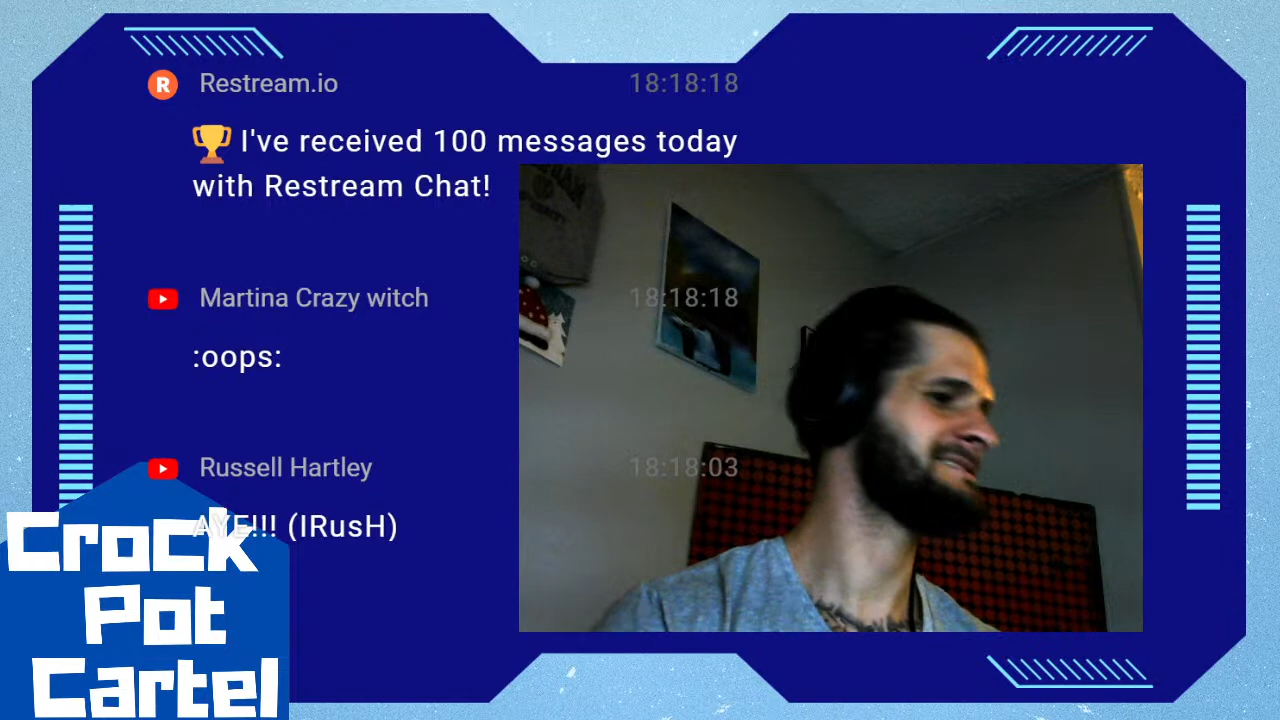 Restream.io 18:18:18
🏆 I've received 100 messages today
with Restream Chat!
Martina Crazy witch 18:18:18
:oops:
Russell Hartley 18:18:03
AYE!!! (IRusH)
Crock
Pot
Cartel